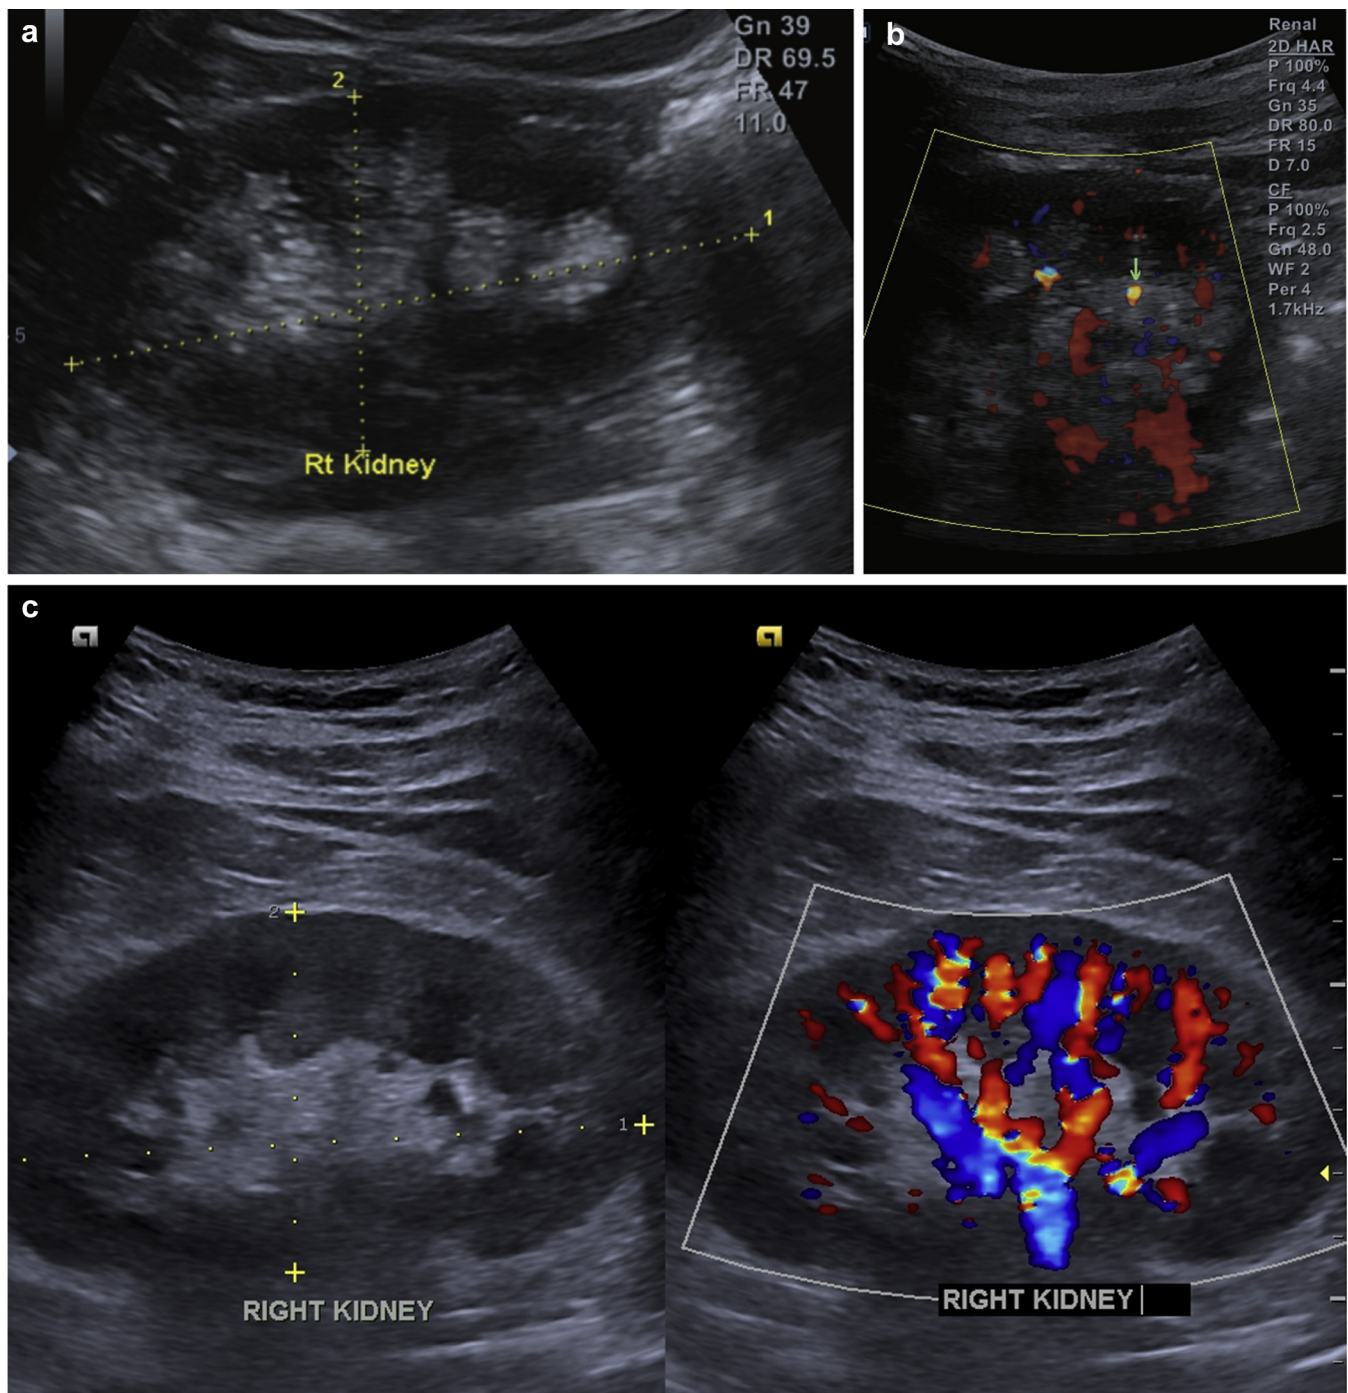 a
Gn 39
DR 69.5
FR 47
11.0
2
1
5
Rt Kidney
b
Renal
2D HAR
P 100%
Frq 4.4
Gn 35
DR 80.0
FR 15
D 7.0
CF
P 100%
Frq 2.5
Gn 48.0
WF 2
Per 4
1.7kHz
c
2
1
RIGHT KIDNEY
RIGHT KIDNEY